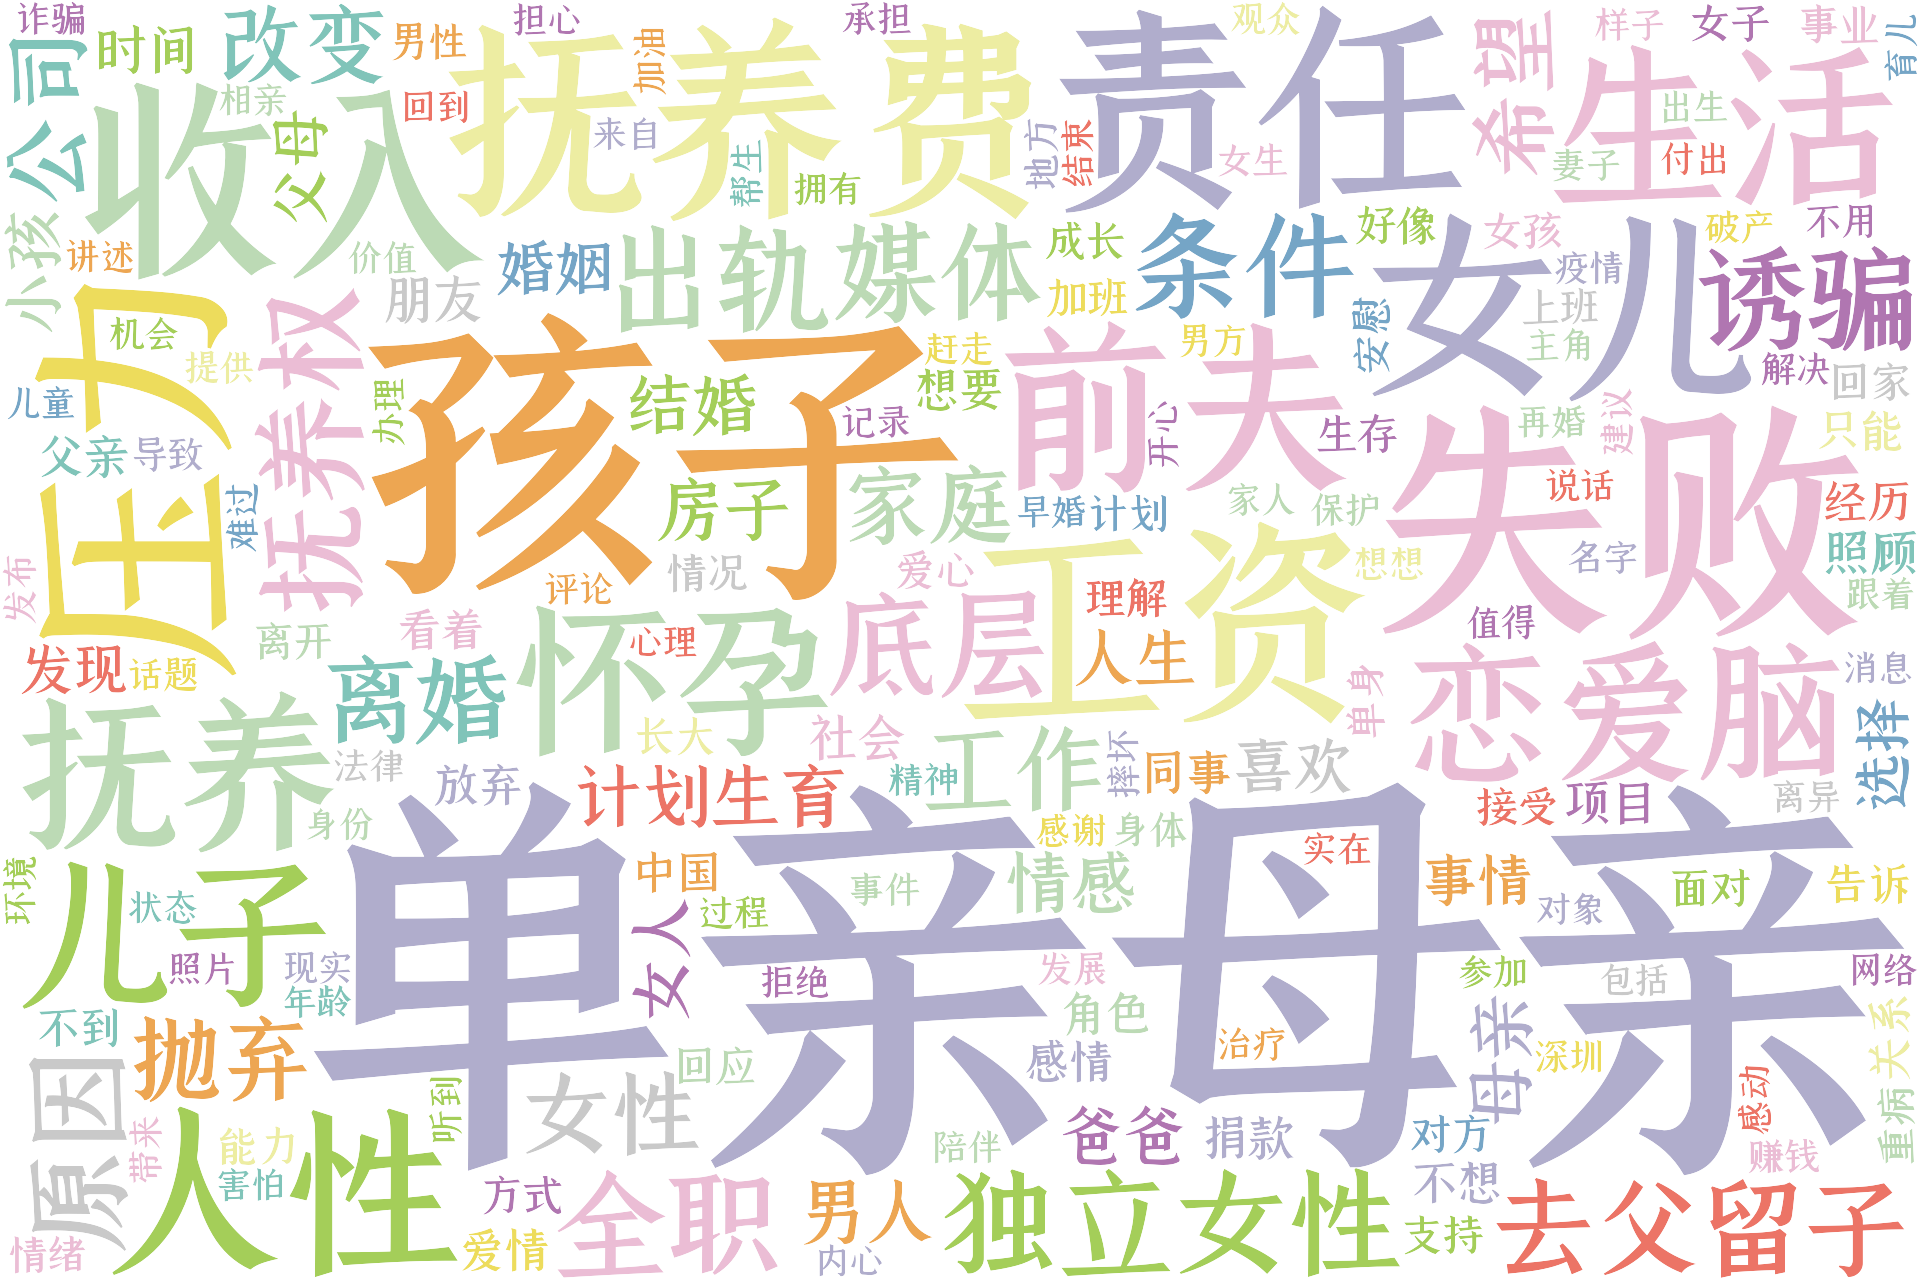 诈骗
公司
时间
改变
男性
担心
加油
抚养费
承担
责任
观众
希望
样子
女子
事业
育儿
收入
相亲
回到
父母
来自
帮生
拥有
地方
结束
女生
生活
出生
妻子
付出
小孩
讲述
价值
朋友
婚姻
出轨
媒体
成长
加班
条件
好像
女孩
疫情
破产
不用
女儿
诱骗
压力
机会
提供
儿童
抚养权
办理
孩子
结婚
赶走
想要
记录
前夫
男方
安慰
上班
主角
解决
回家
父亲
导致
难过
房子
家庭
开心
生存
再婚
建议
只能
失败
早婚
计划
家人
保护
说话
经历
发布
评论
情况
爱心
工资
想想
名字
照顾
跟着
离开
看着
心理
怀孕
底层
理解
人生
值得
发现
话题
离婚
长大
社会
单身
恋爱脑
消息
抚养
法律
放弃
计划生育
精神
工作
摔坏
同事
喜欢
接受
项目
离异
选择
身份
单亲母亲
感谢
身体
实在
环境
儿子
状态
中国
过程
事件
情感
事情
对象
面对
告诉
照片
现实
年龄
女人
拒绝
发展
角色
参加
包括
网络
不到
抛弃
原因
听到
女性
回应
感情
治疗
母亲
深圳
感动
关系
重病
人性
带来
能力
害怕
情绪
方式
爱情
全职
陪伴
爸爸
捐款
男人
内心
独立女性
对方
不想
支持
赚钱
去父留子